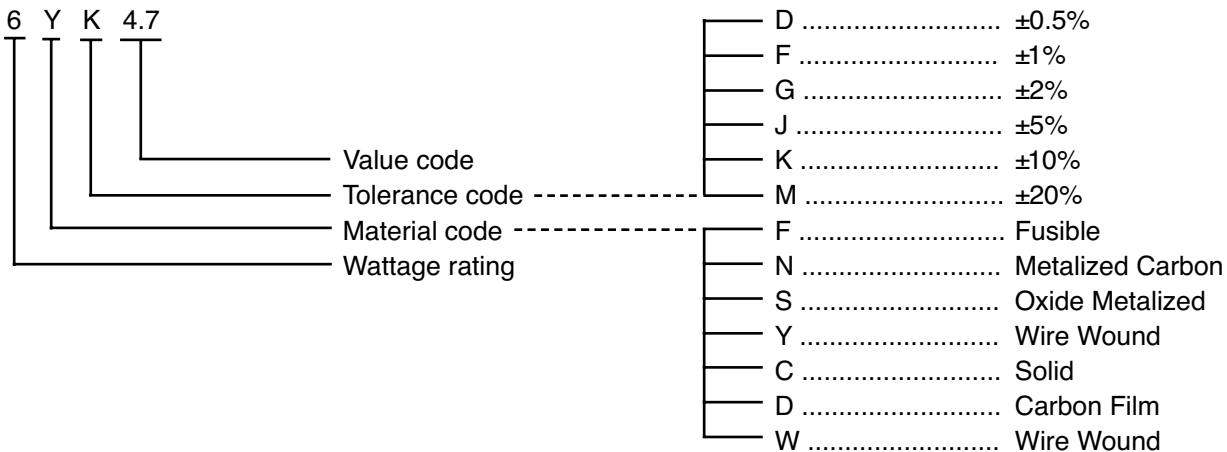 6 Y K 4.7
Value code
Tolerance code
Material code
Wattage rating
D ........................... ±0.5%
F ........................... ±1%
G ........................... ±2%
J ............................ ±5%
K ........................... ±10%
M ........................... ±20%
F ............................ Fusible
N ........................... Metalized Carbon
S ........................... Oxide Metalized
Y ........................... Wire Wound
C ........................... Solid
D ........................... Carbon Film
W .......................... Wire Wound